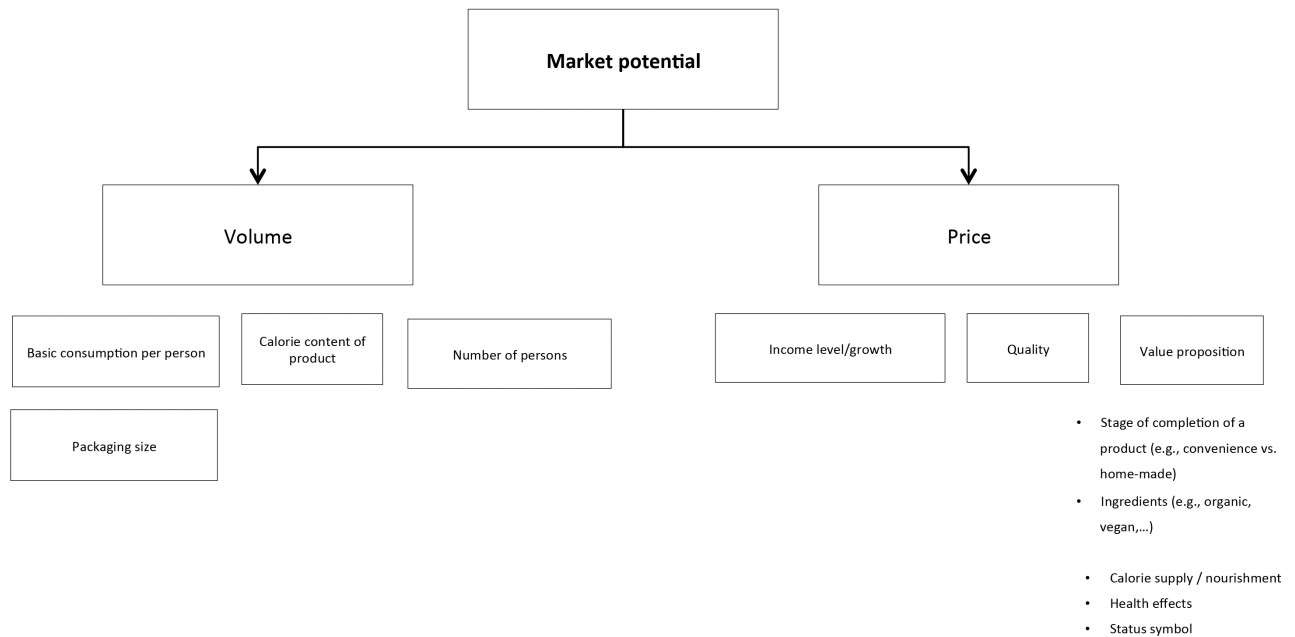 Market potential
Volume
Price
Basic consumption per person
Calorie content of
product
Number of persons
Income level/growth
Quality
Value proposition
Packaging size
• Stage of completion of a
product (e.g., convenience vs.
home-made)
• Ingredients (e.g., organic,
vegan,...)
• Calorie supply / nourishment
• Health effects
• Status symbol